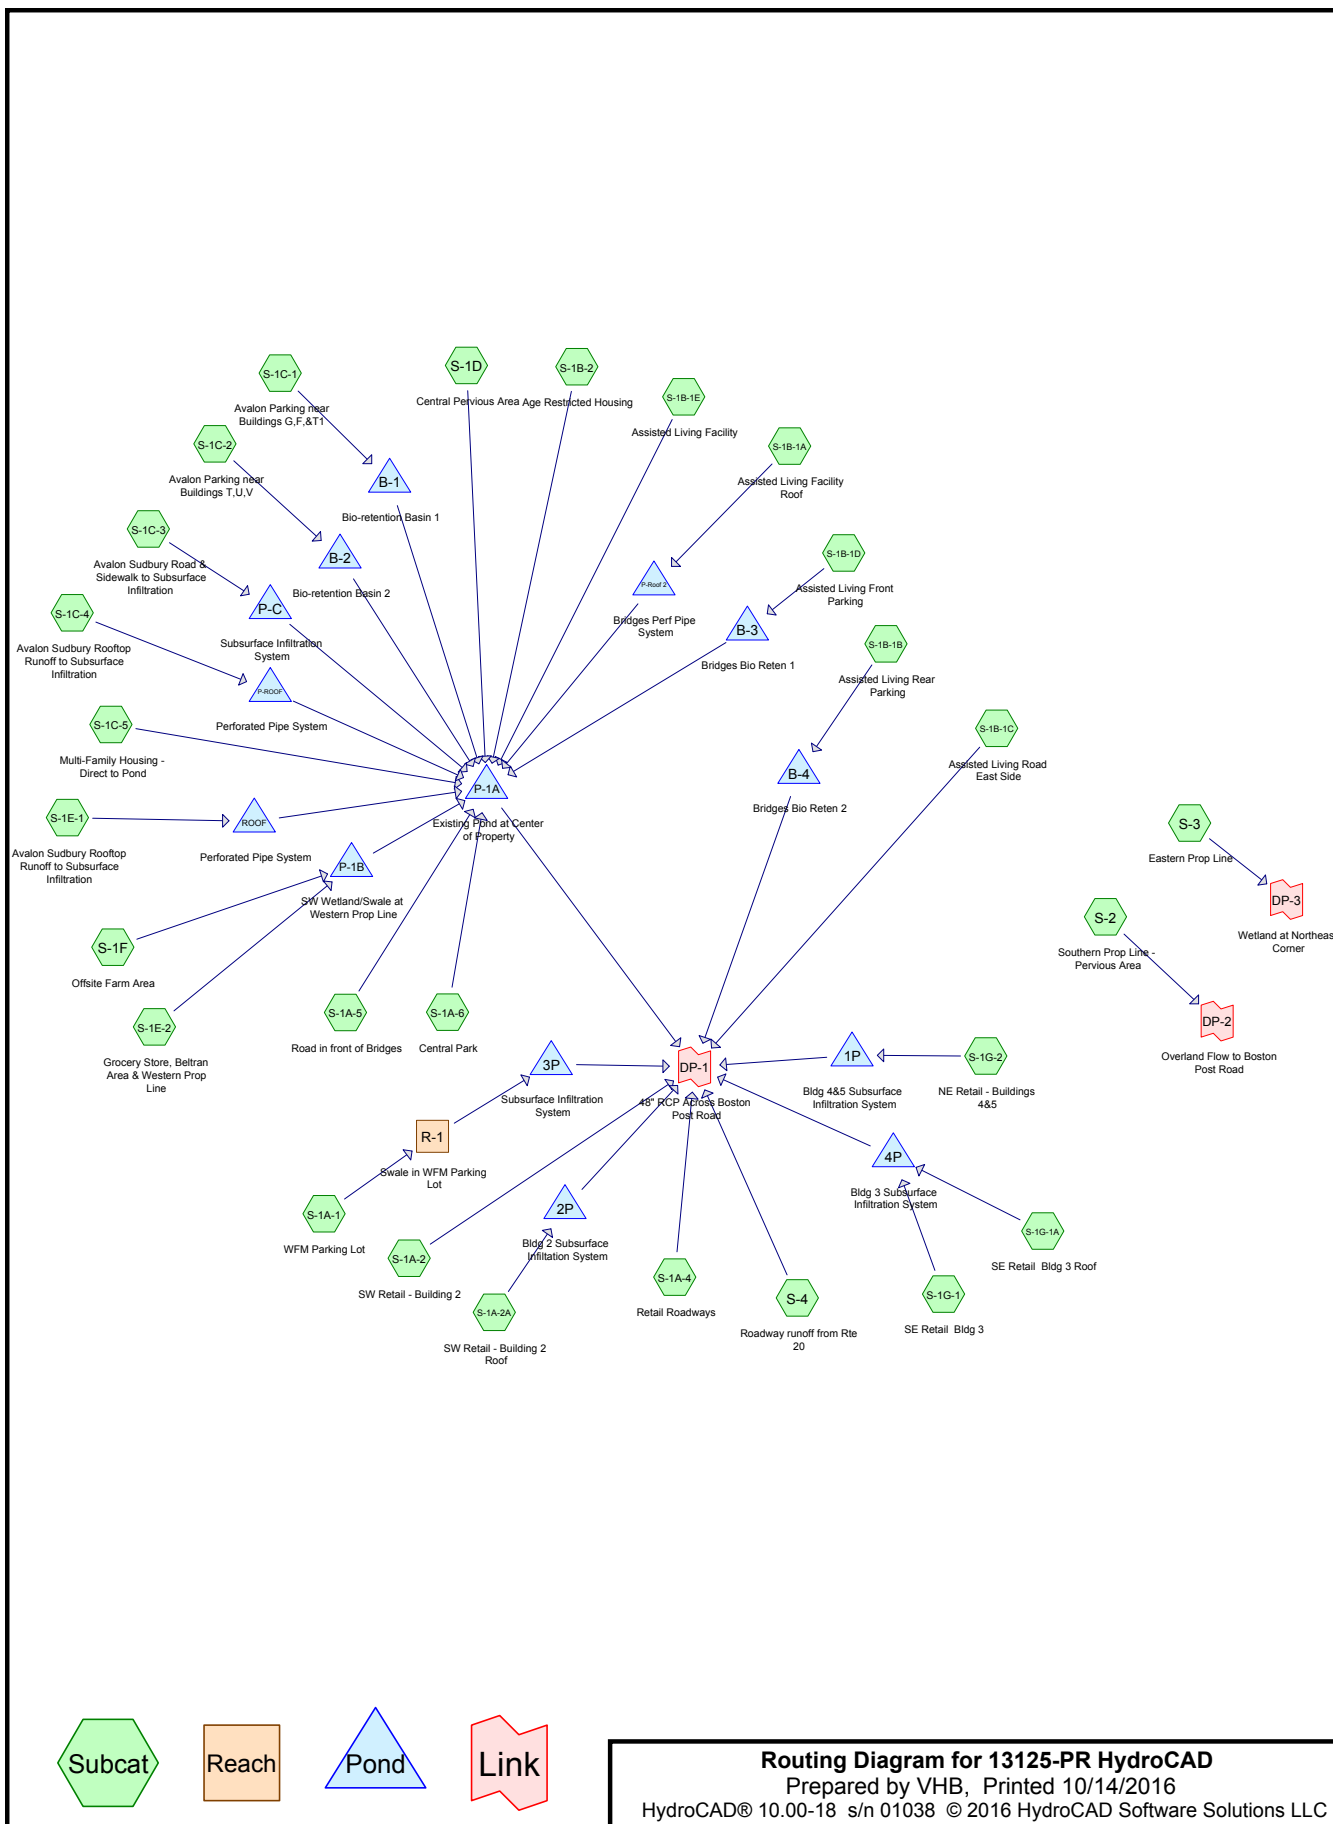 S-1C-1
Avalon Parking near
Buildings G,F,&T1
S-1D
Central Pervious Area
S-1B-2
Age Restricted Housing
S-1B-1E
Assisted Living Facility
S-1C-2
Avalon Parking near
Buildings T,U,V
B-1
Bio-retention Basin 1
S-1B-1A
Assisted Living Facility
Roof
S-1C-3
Avalon Sudbury Road &
Sidewalk to Subsurface
Infiltration
B-2
Bio-retention Basin 2
P-Roof 2
Bridges Perf Pipe
System
S-1B-1D
Assisted Living Front
Parking
S-1C-4
Avalon Sudbury Rooftop
Runoff to Subsurface
Infiltration
P-C
Subsurface Infiltration
System
B-3
Bridges Bio Reten 1
S-1B-1B
Assisted Living Rear
Parking
P-ROOF
Perforated Pipe System
S-1C-5
Multi-Family Housing -
Direct to Pond
S-1B-1C
Assisted Living Road
East Side
P-1A
Existing Pond at Center
of Property
B-4
Bridges Bio Reten 2
S-1E-1
Avalon Sudbury Rooftop
Runoff to Subsurface
Infiltration
ROOF
Perforated Pipe System
P-1B
SW Wetland/Swale at
Western Prop Line
S-3
Eastern Prop Line
DP-3
Wetland at Northeas
Corner
S-2
Southern Prop Line -
Pervious Area
S-1F
Offsite Farm Area
S-1E-2
Grocery Store, Beltran
Area & Western Prop
Line
S-1A-5
Road in front of Bridges
S-1A-6
Central Park
DP-2
Overland Flow to Boston
Post Road
3P
Subsurface Infiltration
System
DP-1
48" RCP Across Boston
Post Road
1P
Bldg 4&5 Subsurface
Infiltration System
S-1G-2
NE Retail - Buildings
4&5
R-1
Swale in WFM Parking
Lot
4P
Bldg 3 Subsurface
Infiltration System
S-1A-1
WFM Parking Lot
2P
Bldg 2 Subsurface
Infiltation System
S-1G-1A
SE Retail Bldg 3 Roof
S-1A-2
SW Retail - Building 2
S-1A-4
Retail Roadways
S-4
Roadway runoff from Rte
20
S-1G-1
SE Retail Bldg 3
S-1A-2A
SW Retail - Building 2
Roof
Subcat
Reach
Pond
Link
Routing Diagram for 13125-PR HydroCAD
Prepared by VHB, Printed 10/14/2016
HydroCAD® 10.00-18 s/n 01038 © 2016 HydroCAD Software Solutions LLC